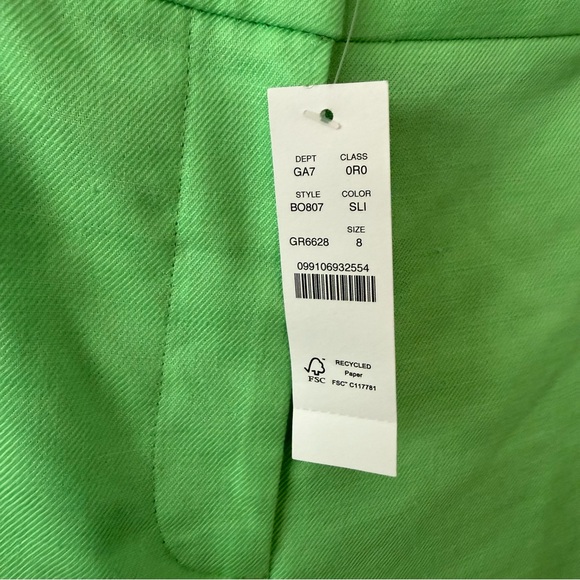 DEPT CLASS
GA7 0R0
STYLE COLOR
BO807 SLI
SIZE
GR6628 8
099106932554
FSC
RECYCLED
Paper
FSC™ C117781